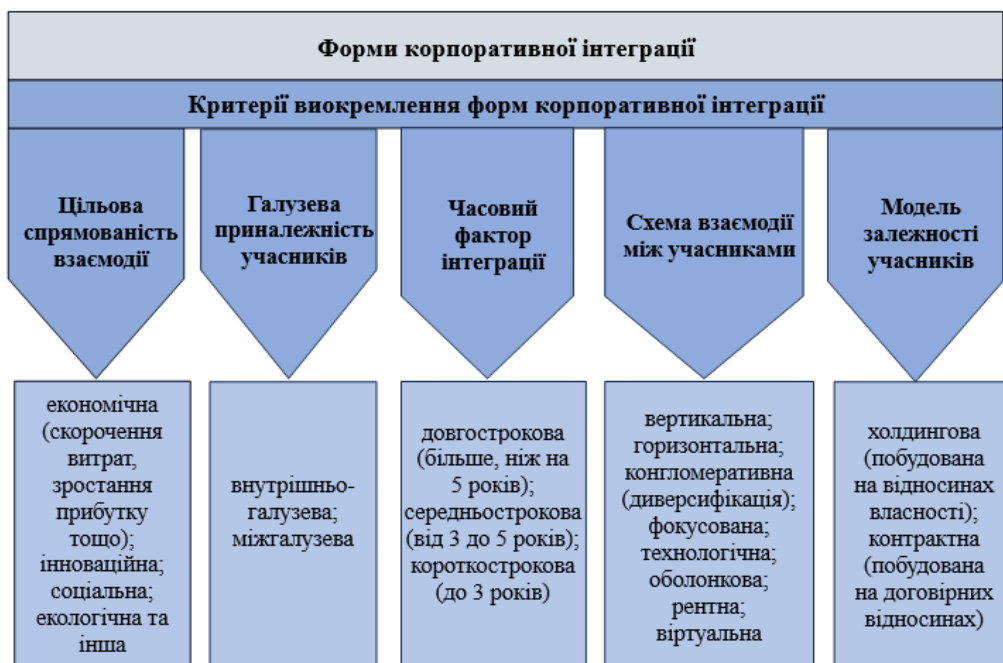 Форми корпоративної інтеграції
Критерії виокремлення форм корпоративної інтеграції
Цільова
спрямованість
взаємодії
Галузева
приналежність
учасників
Часовий
фактор
інтеграції
Схема взаємодії
між учасниками
Модель
залежності
учасників
економічна
(скорочення
витрат,
зростання
прибутку
тощо);
інноваційна;
соціальна;
екологічна та
інша
внутрішньо-
галузева;
міжгалузева
довгострокова
(більше, ніж на
5 років);
середньострокова
(від 3 до 5 років);
короткострокова
(до 3 років)
вертикальна;
горизонтальна;
конгломеративна
(диверсифікація);
фокусована;
технологічна;
оболонкова;
рентна;
віртуальна
холдингова
(побудована
на відносинах
власності);
контрактна
(побудована
на договірних
відносинах)